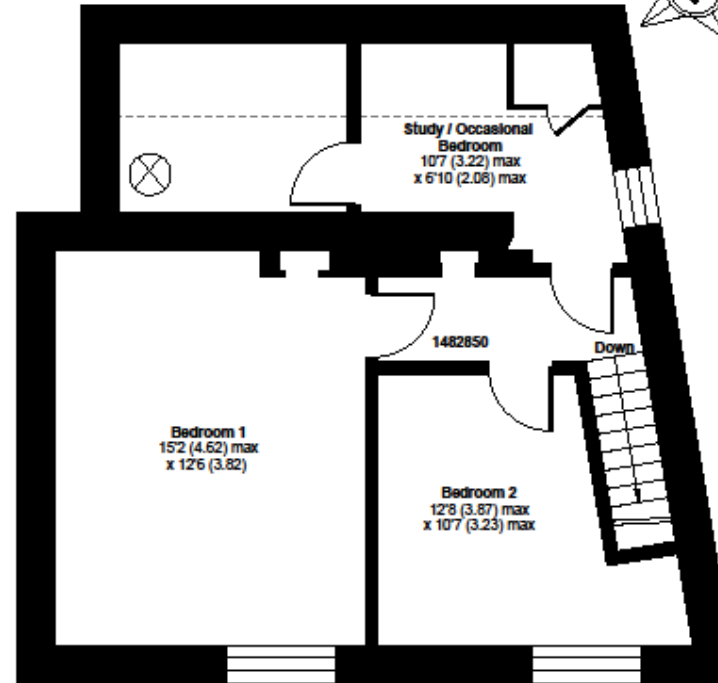 Study / Occasional
Bedroom
10'7 (3.22) max
x 6'10 (2.08) max
1482850
Down
Bedroom 1
15'2 (4.62) max
x 12'6 (3.82)
Bedroom 2
12'8 (3.87) max
x 10'7 (3.23) max